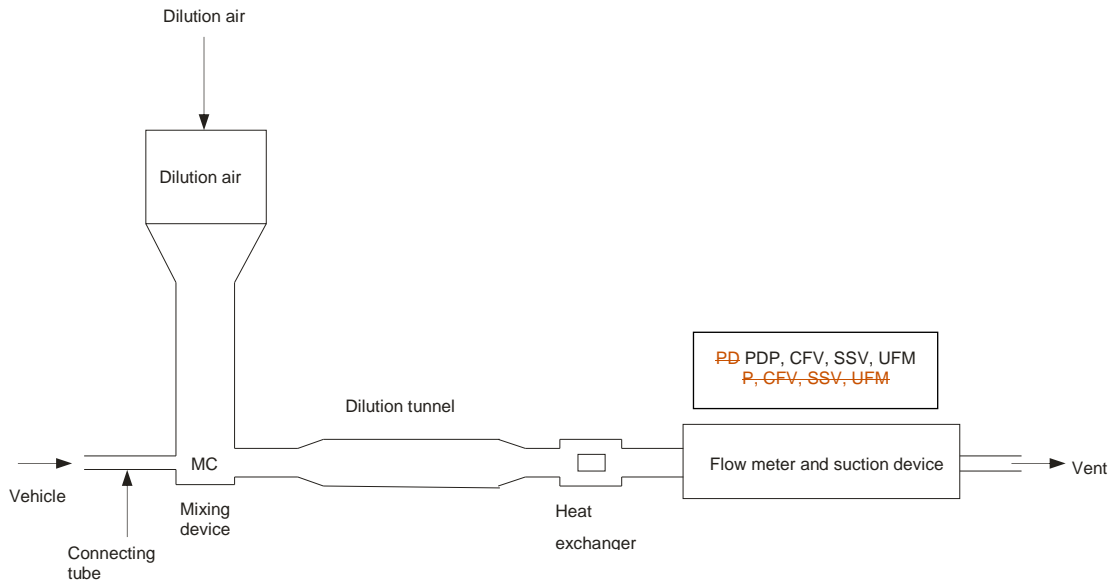 Dilution air
Dilution air
PD PDP, CFV, SSV, UFM
P, CFV, SSV, UFM
Dilution tunnel
MC
Flow meter and suction device
Vent
Vehicle
Mixing
device
Heat
exchanger
Connecting
tube